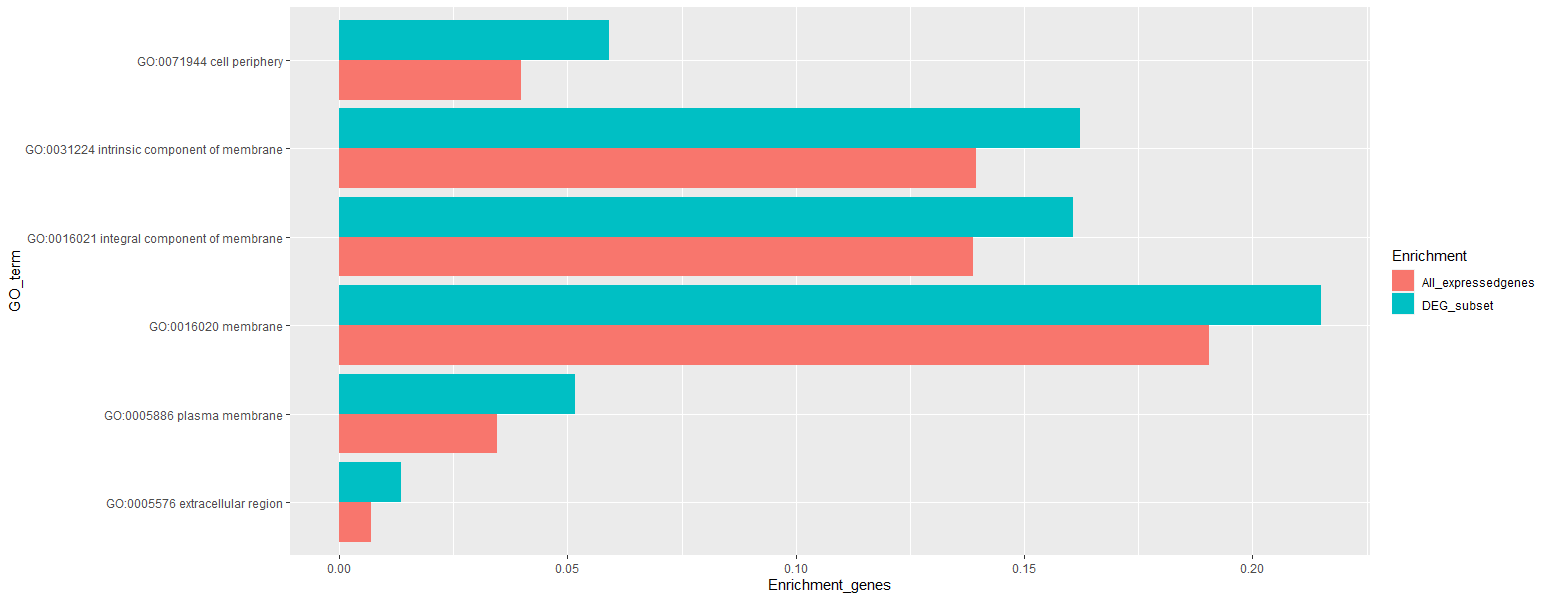 GO_term
GO:0071944 cell periphery
GO:0031224 intrinsic component of membrane
GO:0016021 integral component of membrane
GO:0016020 membrane
GO:0005886 plasma membrane
GO:0005576 extracellular region
0.00 0.05 0.10 0.15 0.20
Enrichment_genes
Enrichment
All_expressedgenes
DEG_subset